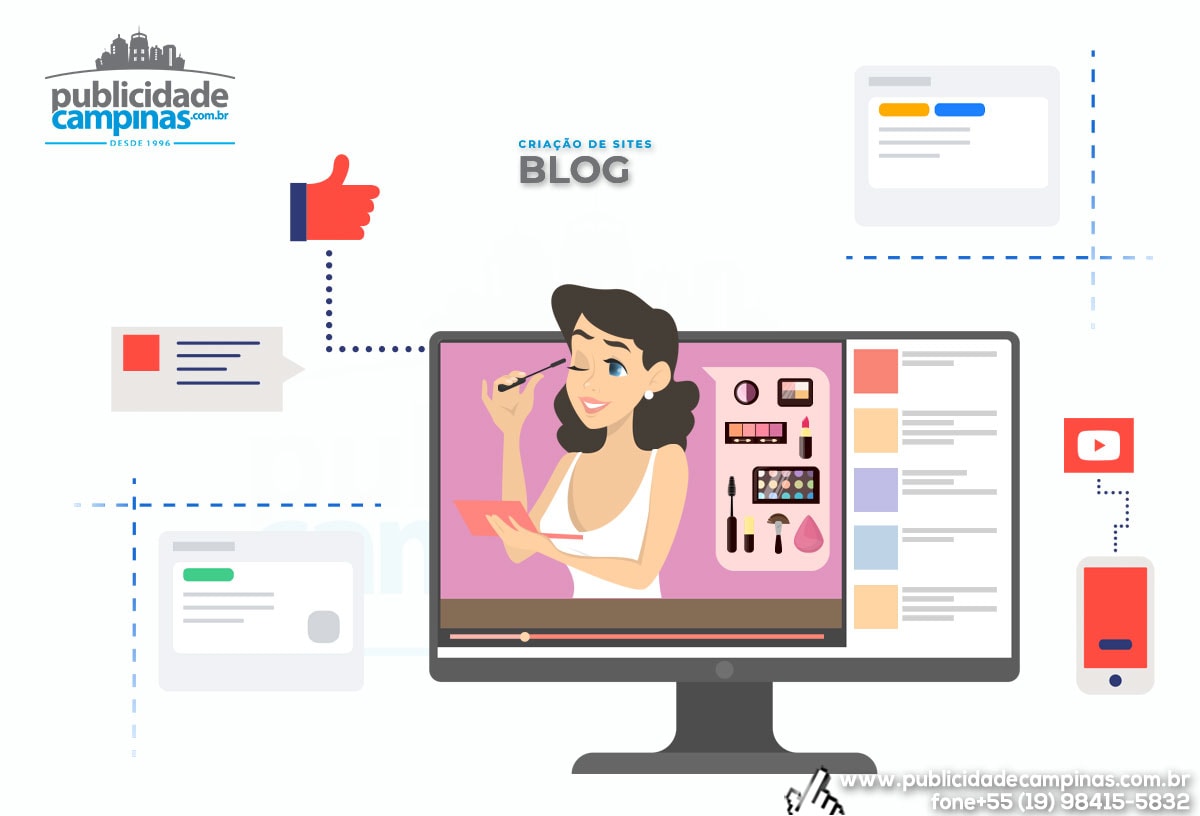 publicidade
campinas.com.br
DESDE 1996
CRIAÇÃO DE SITES
BLOG
www.publicidadecampinas.com.br
fone+55 (19) 98415-5832